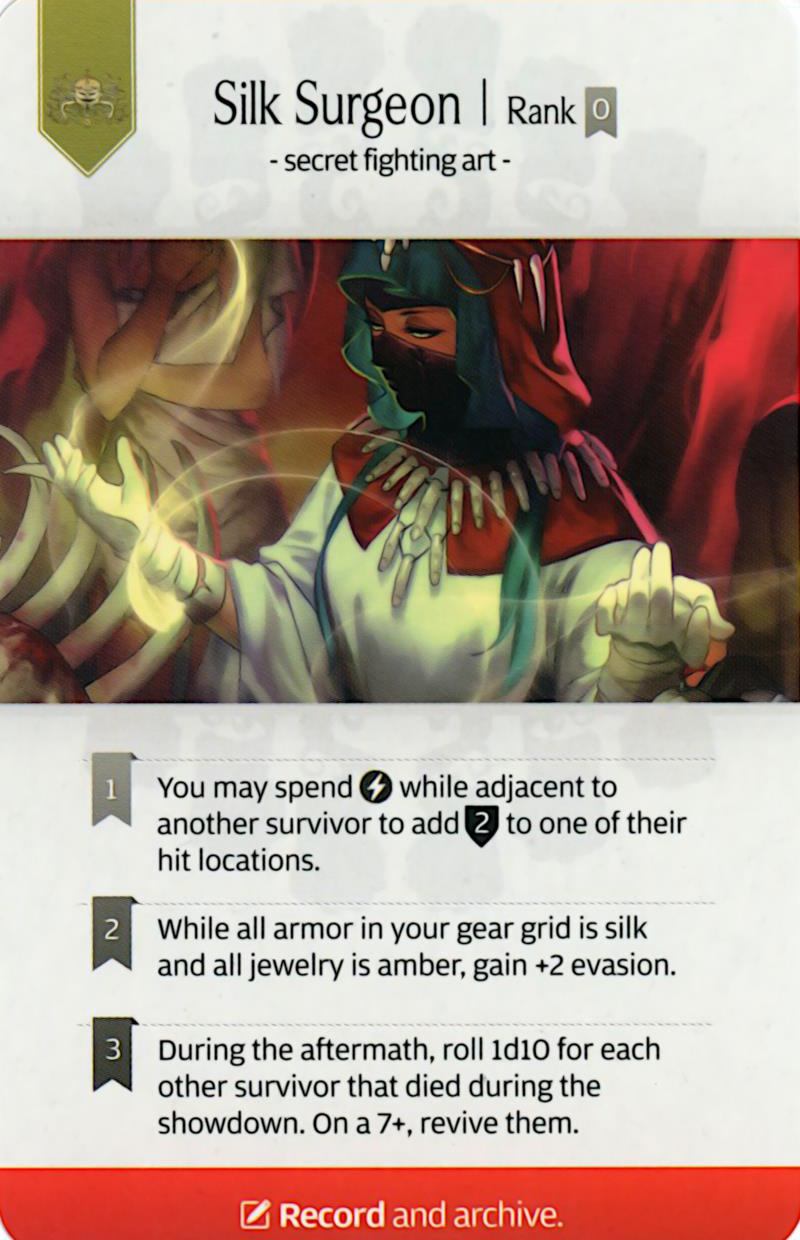 Silk Surgeon | Rank 0
- secret fighting art -
1 You may spend while adjacent to
another survivor to add 2 to one of their
hit locations.
2 While all armor in your gear grid is silk
and all jewelry is amber, gain +2 evasion.
3 During the aftermath, roll 1d10 for each
other survivor that died during the
showdown. On a 7+, revive them.
Record and archive.